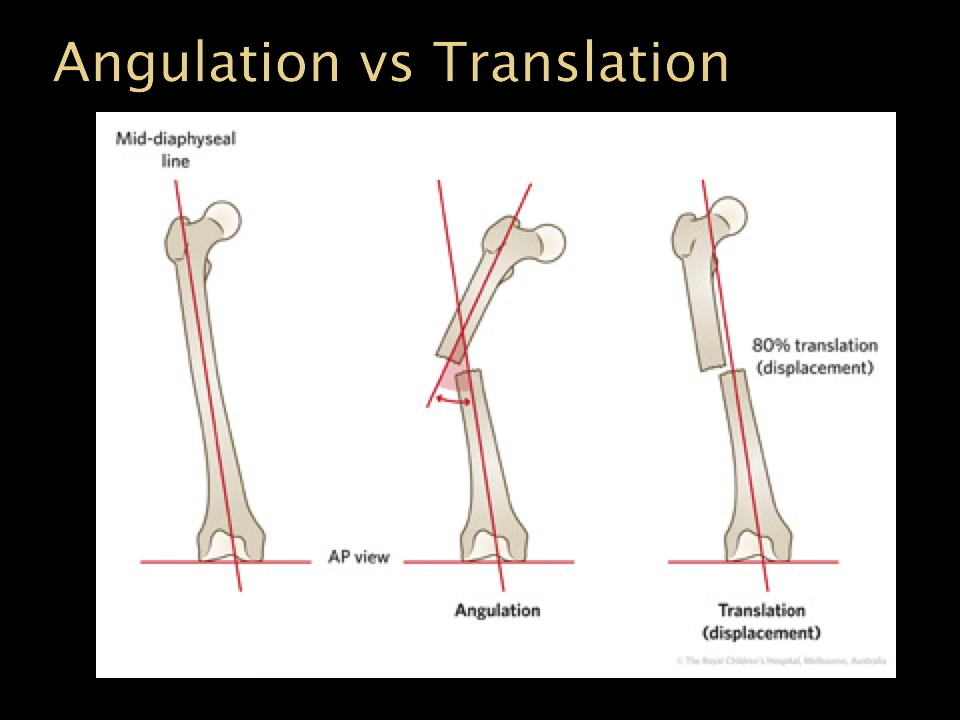 Angulation vs Translation
Mid-diaphyseal
line
80% translation
(displacement)
AP view
Angulation
Translation
(displacement)
© The Royal Children's Hospital, Melbourne, Australia